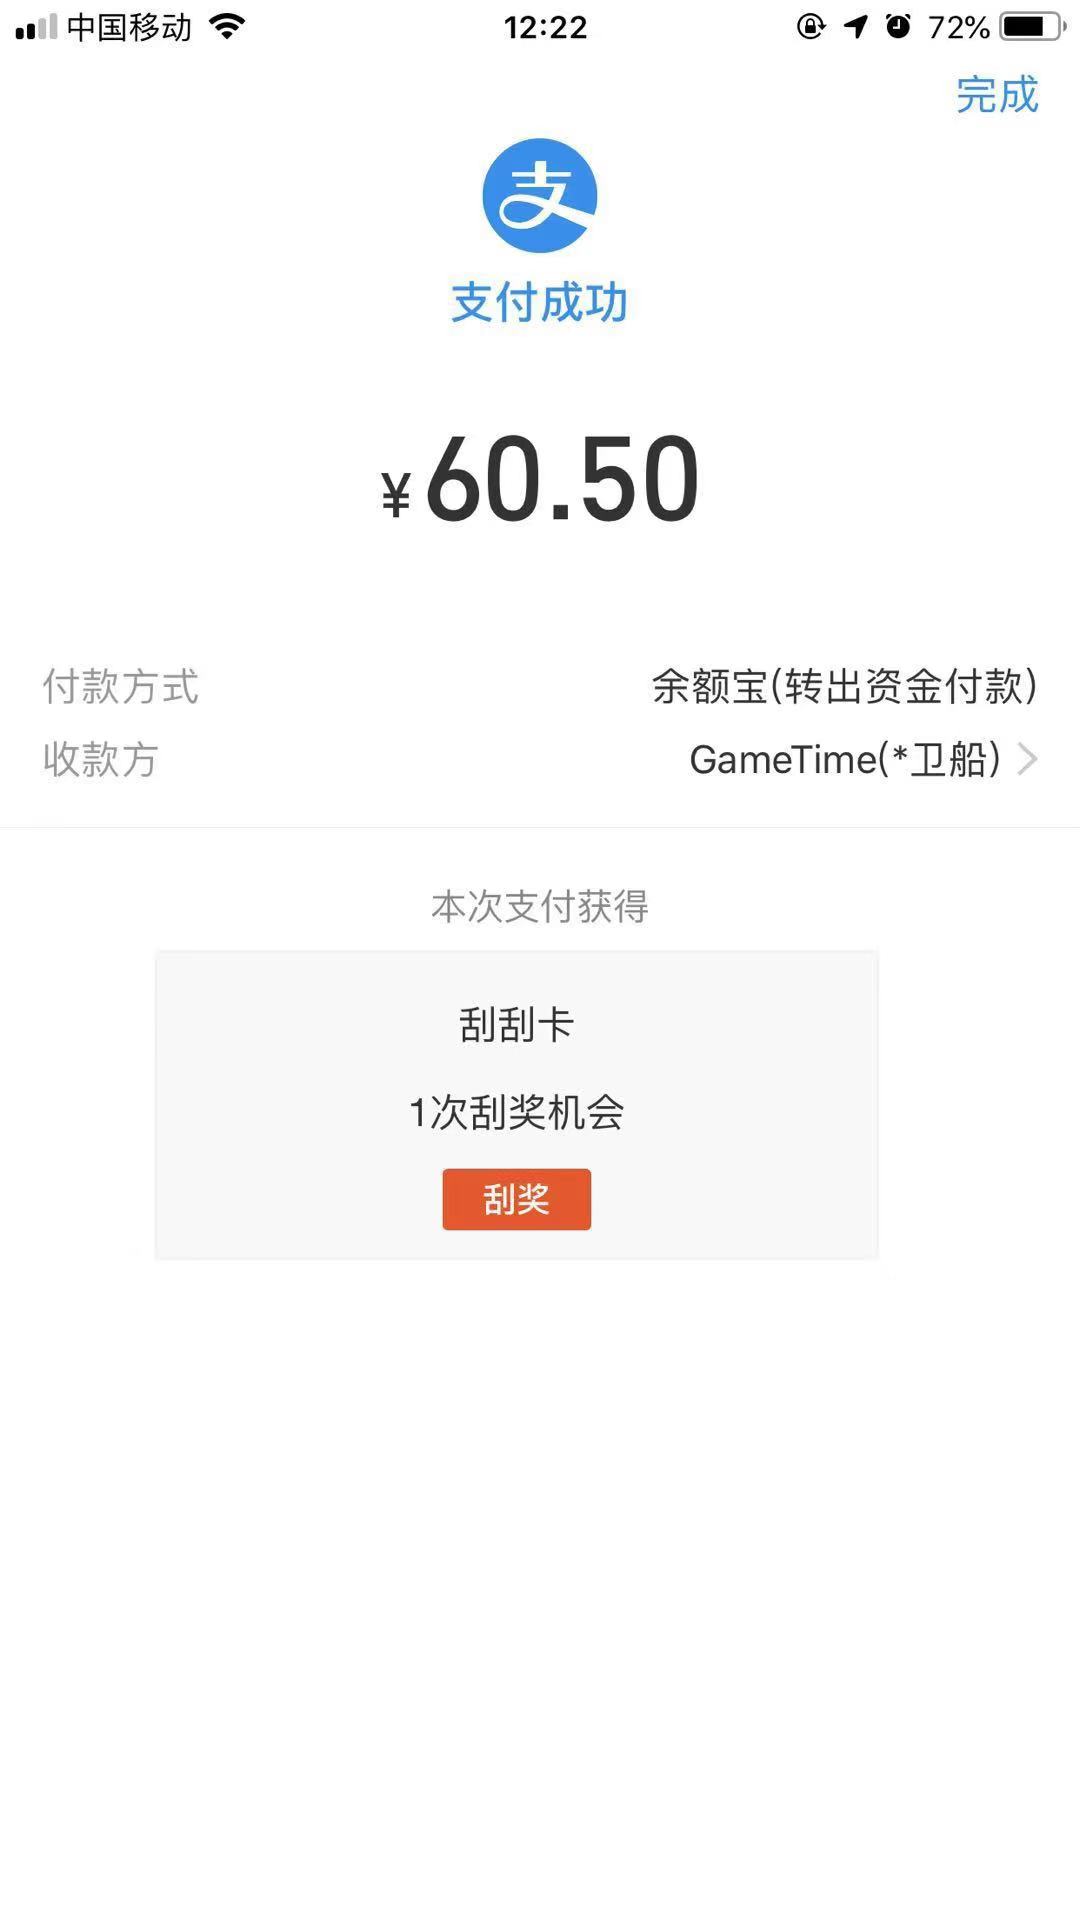 中国移动 12:22 72%
完成
支
支付成功
¥60.50
付款方式 余额宝(转出资金付款)
收款方 GameTime(*卫船)
本次支付获得
刮刮卡
1次刮奖机会
刮奖